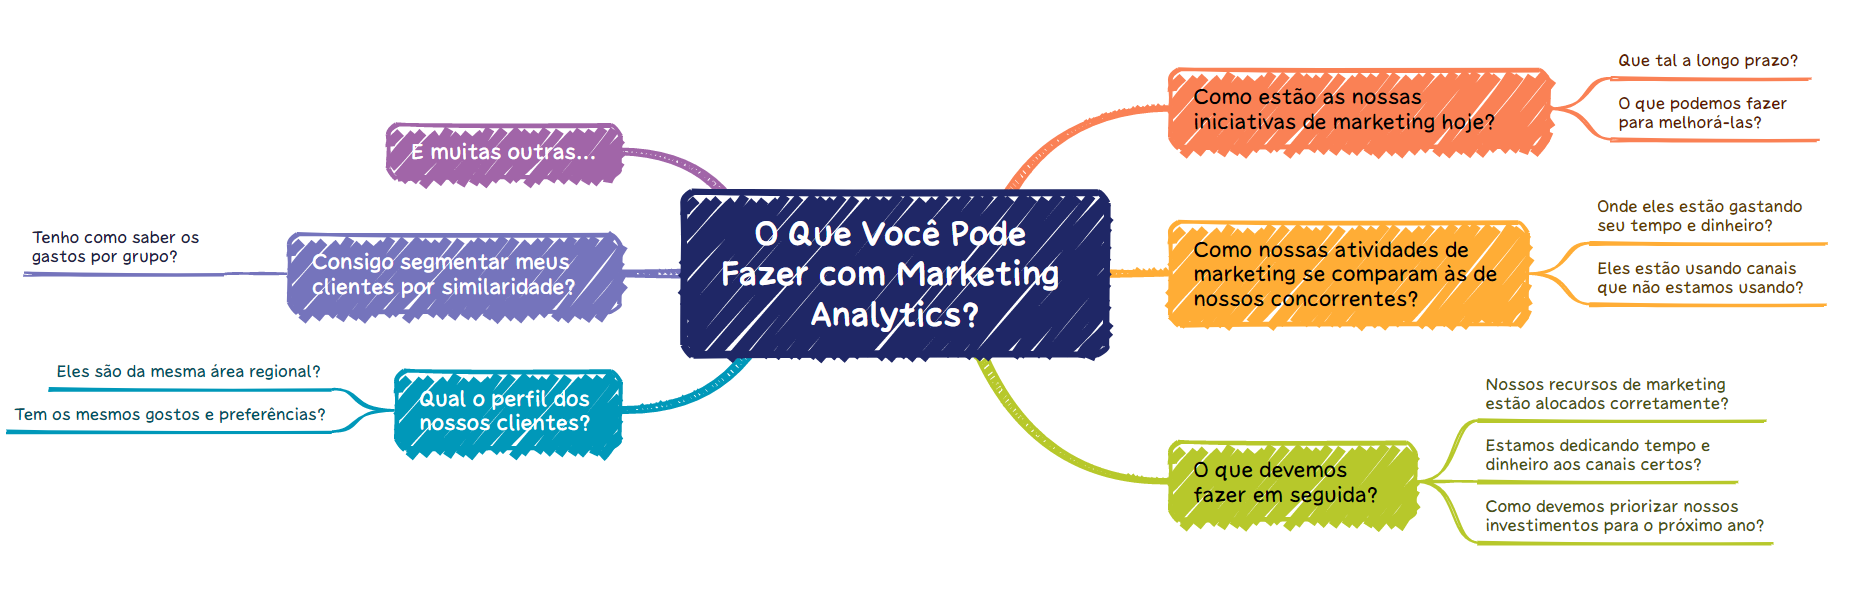 O Que Você Pode
Fazer com Marketing
Analytics?
Como estão as nossas
iniciativas de marketing hoje?
Que tal a longo prazo?
O que podemos fazer
para melhorá-las?
Como nossas atividades de
marketing se comparam às de
nossos concorrentes?
Onde eles estão gastando
seu tempo e dinheiro?
Eles estão usando canais
que não estamos usando?
O que devemos
fazer em seguida?
Nossos recursos de marketing
estão alocados corretamente?
Estamos dedicando tempo e
dinheiro aos canais certos?
Como devemos priorizar nossos
investimentos para o próximo ano?
Qual o perfil dos
nossos clientes?
Eles são da mesma área regional?
Tem os mesmos gostos e preferências?
Consigo segmentar meus
clientes por similaridade?
Tenho como saber os
gastos por grupo?
E muitas outras...